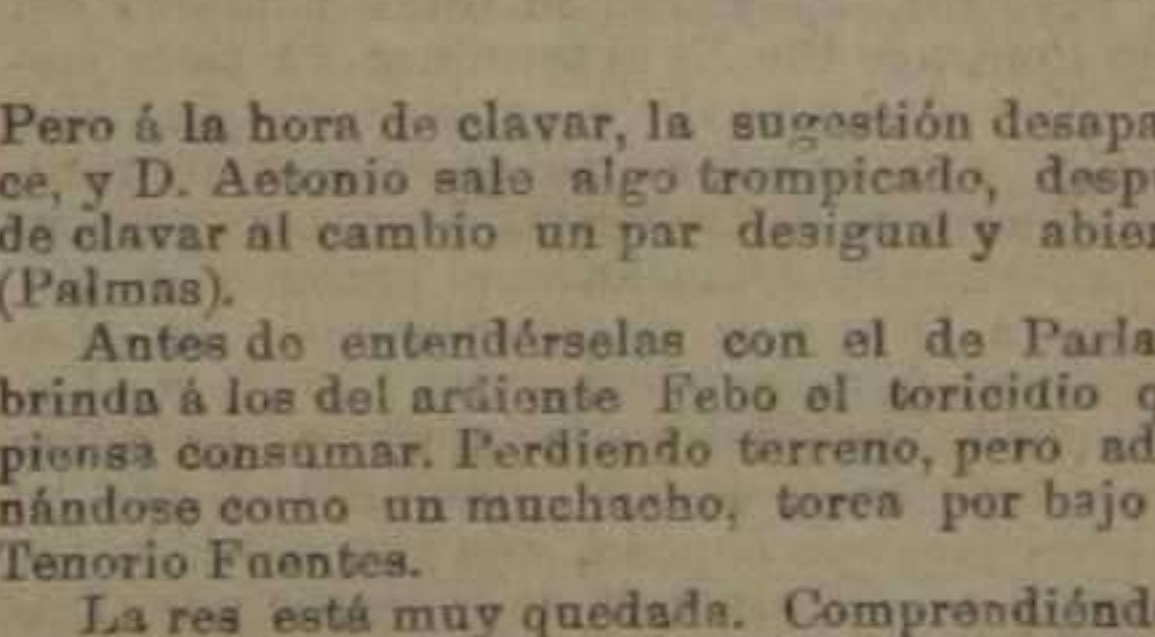 Pero á la hora de clavar, la sugestión desapa
ce, y D. Aetonio sale algo trompicado, desp
de clavar al cambio un par desigual y abier
(Palmas).
Antes de entendérselas con el de Parla
brinda á los del ardiente Febo el toricidio q
piensa consumar. Perdiendo terreno, pero ad
nándose como un muchacho, torea por bajo
Tenorio Fuentes.
La res está muy quedada. Comprendiénd